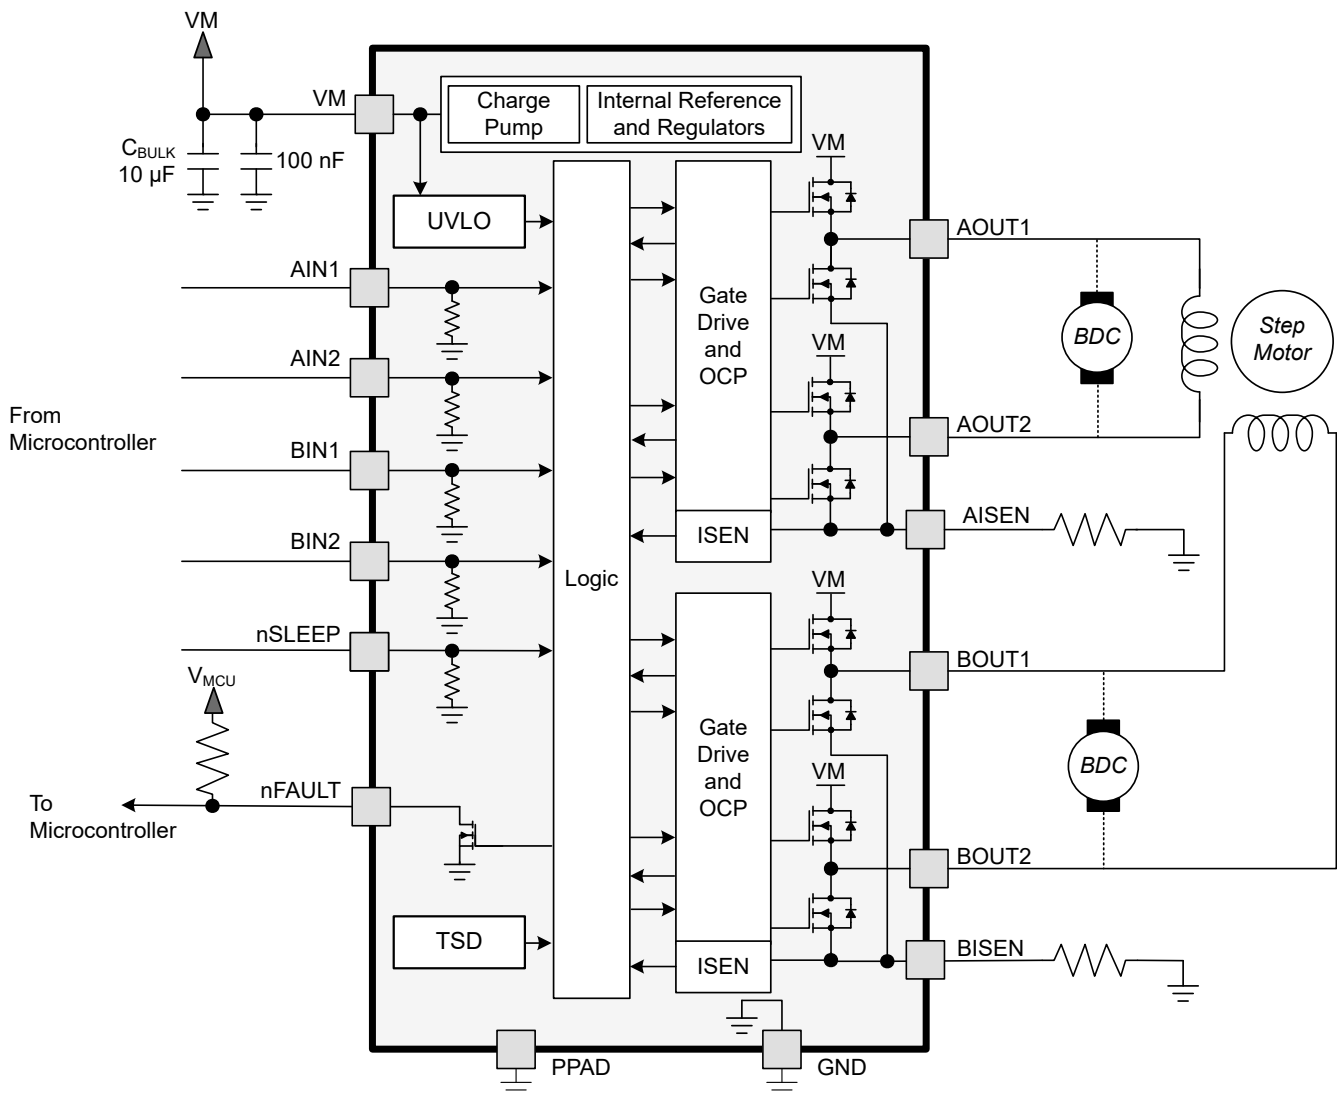 VM
VM
Charge
Pump
Internal Reference
and Regulators
CBULK
10 µF
100 nF
VM
UVLO
AOUT1
AIN1
Gate
Drive
and
OCP
BDC
Step
Motor
VM
AIN2
From
Microcontroller
AOUT2
BIN1
AISEN
ISEN
BIN2
Logic
VM
nSLEEP
BOUT1
VMCU
Gate
Drive
and
OCP
BDC
VM
nFAULT
To
Microcontroller
BOUT2
TSD
ISEN
BISEN
PPAD
GND